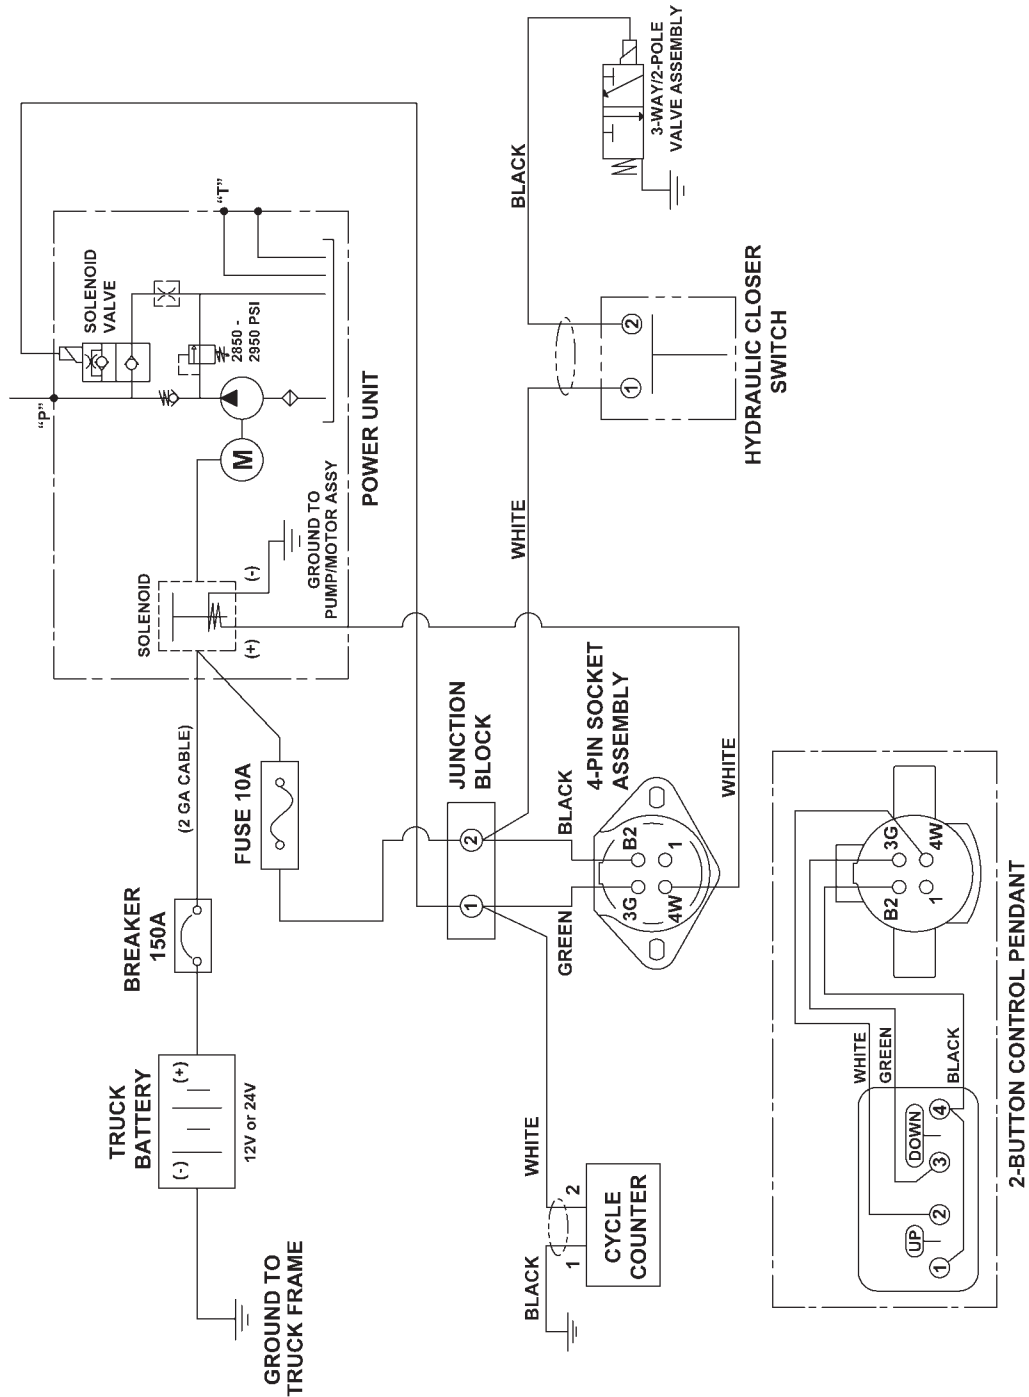 TRUCK
BATTERY
(-)
(+)
12V or 24V
GROUND TO
TRUCK FRAME
BREAKER
150A
(2 GA CABLE)
FUSE 10A
SOLENOID
(+)
(-)
GROUND TO
PUMP/MOTOR ASSY
M
"P"
SOLENOID
VALVE
2850 -
2950 PSI
"T"
POWER UNIT
JUNCTION
BLOCK
1
2
GREEN
BLACK
4-PIN SOCKET
ASSEMBLY
3G
B2
4W
1
WHITE
WHITE
BLACK
1
2
HYDRAULIC CLOSER
SWITCH
3-WAY/2-POLE
VALVE ASSEMBLY
BLACK
WHITE
1
2
CYCLE
COUNTER
WHITE
GREEN
BLACK
UP
DOWN
1
2
3
4
B2
3G
1
4W
2-BUTTON CONTROL PENDANT